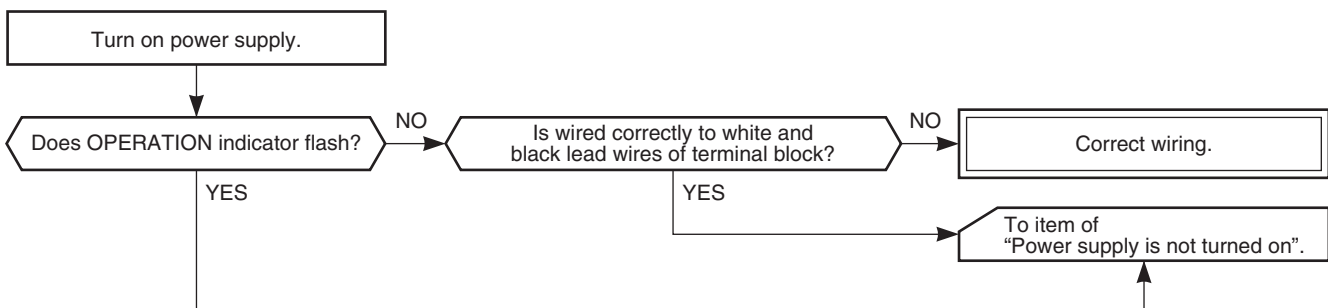 Turn on power supply.
Does OPERATION indicator flash?
NO
Is wired correctly to white and
black lead wires of terminal block?
NO
Correct wiring.
YES
YES
To item of
“Power supply is not turned on”.